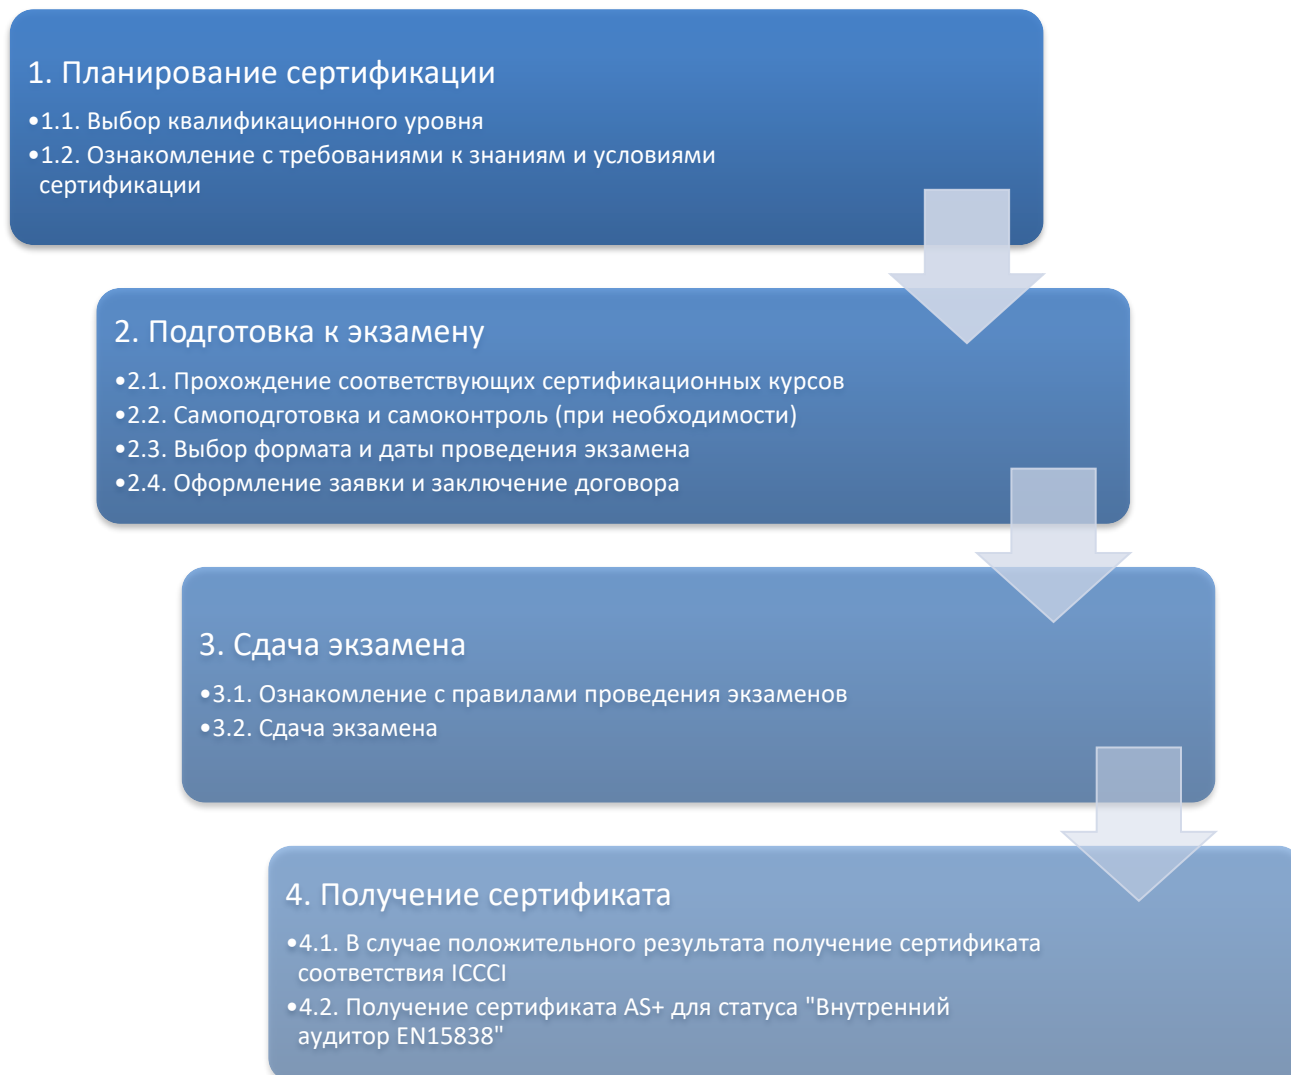 1. Планирование сертификации
•1.1. Выбор квалификационного уровня
•1.2. Ознакомление с требованиями к знаниям и условиями
сертификации
2. Подготовка к экзамену
•2.1. Прохождение соответствующих сертификационных курсов
•2.2. Самоподготовка и самоконтроль (при необходимости)
•2.3. Выбор формата и даты проведения экзамена
•2.4. Оформление заявки и заключение договора
3. Сдача экзамена
•3.1. Ознакомление с правилами проведения экзаменов
•3.2. Сдача экзамена
4. Получение сертификата
•4.1. В случае положительного результата получение сертификата
соответствия ICCCI
•4.2. Получение сертификата AS+ для статуса "Внутренний
аудитор EN15838"